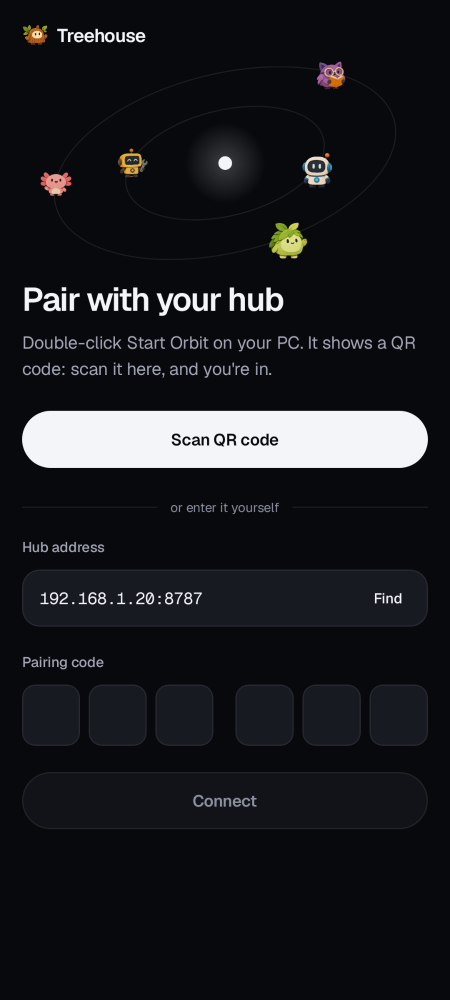 Treehouse
Pair with your hub
Double-click Start Orbit on your PC. It shows a QR
code: scan it here, and you're in.
Scan QR code
or enter it yourself
Hub address
192.168.1.20:8787
Find
Pairing code
Connect